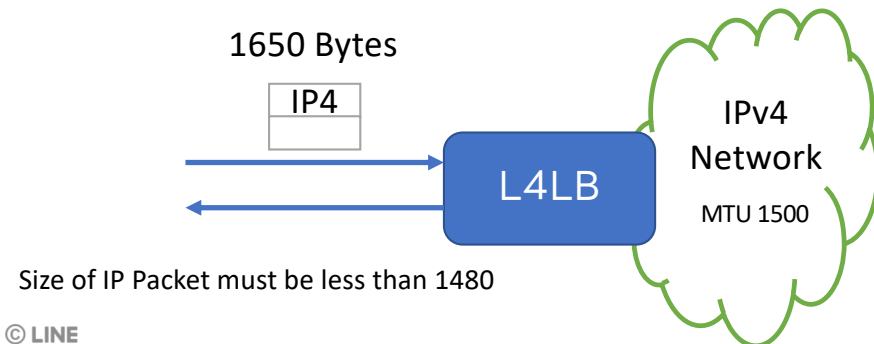 1650 Bytes
IP4
L4LB
IPv4
Network
MTU 1500
Size of IP Packet must be less than 1480
© LINE